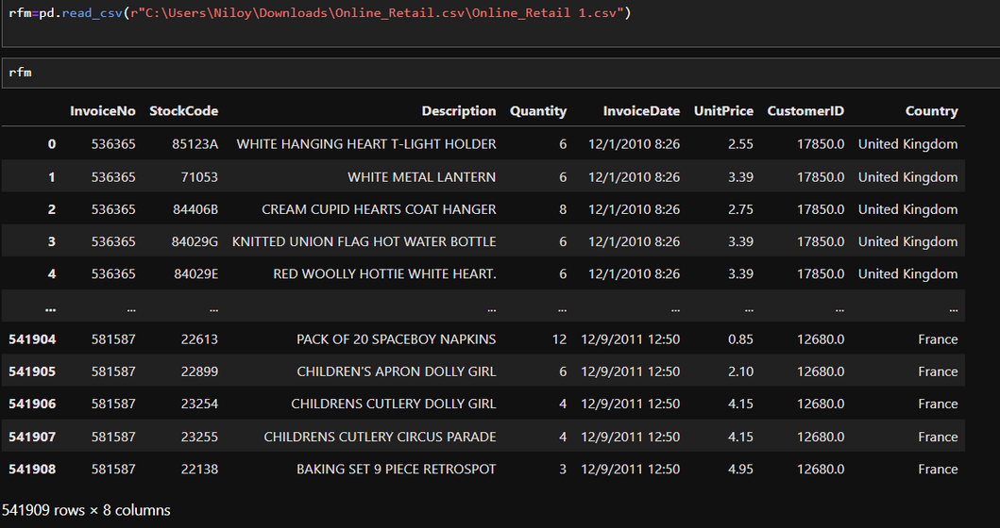 rfm=pd.read_csv(r"C:\Users\Niloy\Downloads\Online_Retail.csv\Online_Retail 1.csv")
rfm
InvoiceNo StockCode Description Quantity InvoiceDate UnitPrice CustomerID Country
0 536365 85123A WHITE HANGING HEART T-LIGHT HOLDER 6 12/1/2010 8:26 2.55 17850.0 United Kingdom
1 536365 71053 WHITE METAL LANTERN 6 12/1/2010 8:26 3.39 17850.0 United Kingdom
2 536365 84406B CREAM CUPID HEARTS COAT HANGER 8 12/1/2010 8:26 2.75 17850.0 United Kingdom
3 536365 84029G KNITTED UNION FLAG HOT WATER BOTTLE 6 12/1/2010 8:26 3.39 17850.0 United Kingdom
4 536365 84029E RED WOOLLY HOTTIE WHITE HEART. 6 12/1/2010 8:26 3.39 17850.0 United Kingdom
... ... ... ... ... ... ... ... ...
541904 581587 22613 PACK OF 20 SPACEBOY NAPKINS 12 12/9/2011 12:50 0.85 12680.0 France
541905 581587 22899 CHILDREN'S APRON DOLLY GIRL 6 12/9/2011 12:50 2.10 12680.0 France
541906 581587 23254 CHILDRENS CUTLERY DOLLY GIRL 4 12/9/2011 12:50 4.15 12680.0 France
541907 581587 23255 CHILDRENS CUTLERY CIRCUS PARADE 4 12/9/2011 12:50 4.15 12680.0 France
541908 581587 22138 BAKING SET 9 PIECE RETROSPOT 3 12/9/2011 12:50 4.95 12680.0 France
541909 rows × 8 columns